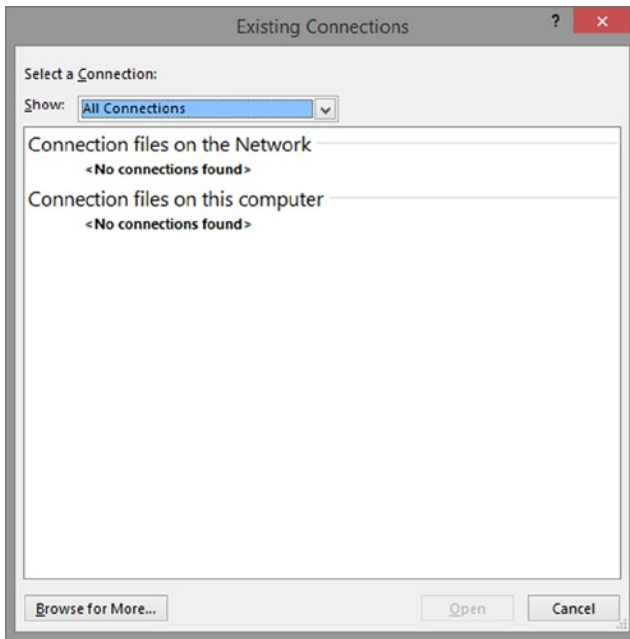 Existing Connections
?
Select a Connection:
Show: All Connections
Connection files on the Network
<No connections found>
Connection files on this computer
<No connections found>
Browse for More... Open Cancel